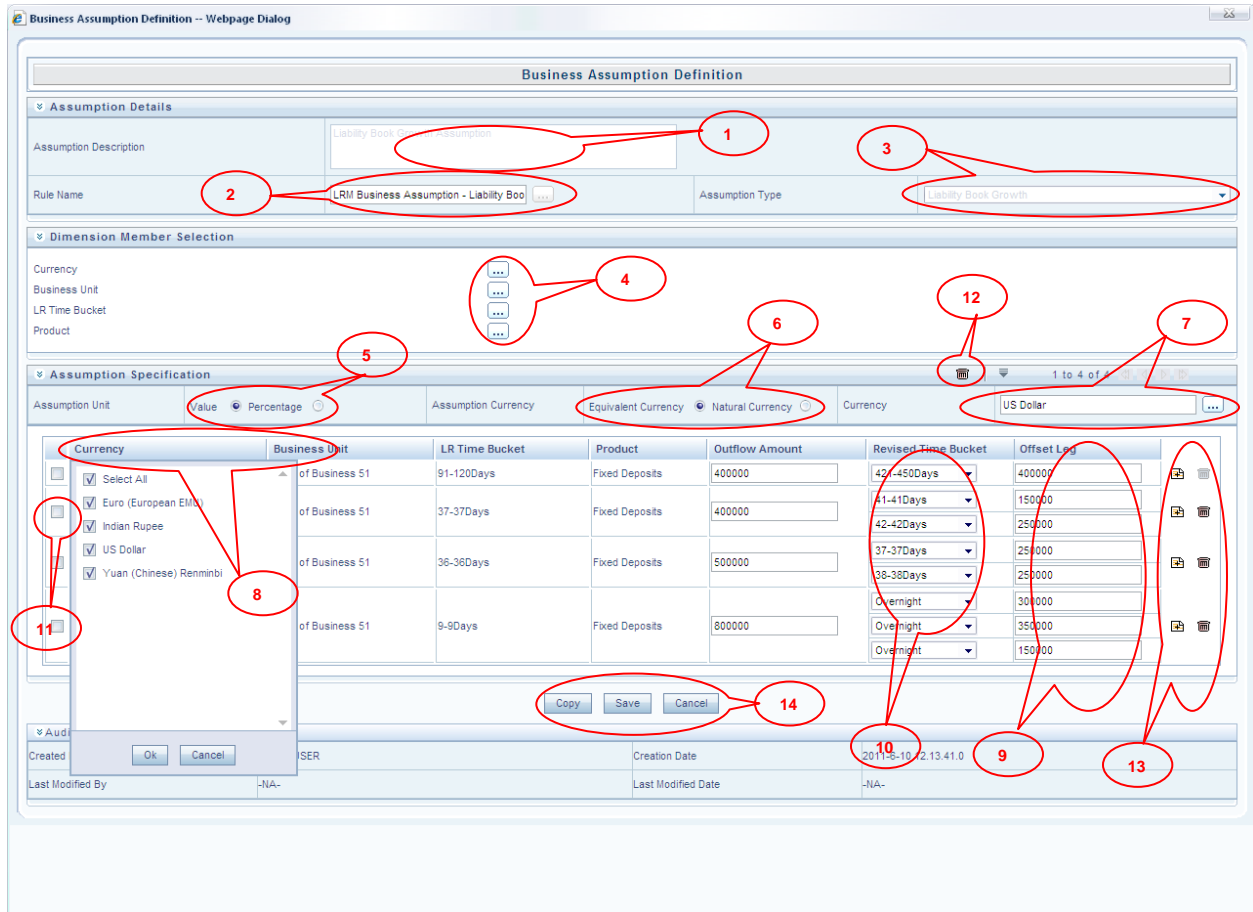 Business Assumption Definition -- Webpage Dialog
Business Assumption Definition
Assumption Details
Assumption Description
Liability Book Growth Assumption
1
3
Rule Name
2
LRM Business Assumption - Liability Boo
...
Assumption Type
Liability Book Growth
Dimension Member Selection
Currency
...
Business Unit
...
LR Time Bucket
...
Product
...
4
12
6
7
5
Assumption Specification
1 to 4 of 4
Assumption Unit
Value
Percentage
Assumption Currency
Equivalent Currency
Natural Currency
Currency
US Dollar
...
Currency
Business Unit
LR Time Bucket
Product
Outflow Amount
Revised Time Bucket
Offset Leg
Select All
Euro (European EMU)
Indian Rupee
US Dollar
Yuan (Chinese) Renminbi
Ok
Cancel
8
11
of Business 51
91-120Days
Fixed Deposits
400000
421-450Days
400000
of Business 51
37-37Days
Fixed Deposits
400000
41-41Days
150000
42-42Days
250000
of Business 51
36-36Days
Fixed Deposits
500000
37-37Days
250000
38-38Days
250000
of Business 51
9-9Days
Fixed Deposits
800000
Overnight
300000
Overnight
350000
Overnight
150000
Copy
Save
Cancel
14
10
9
13
Audi
Created
Creation Date
2011-6-10 12.13.41.0
Last Modified By
-NA-
Last Modified Date
-NA-